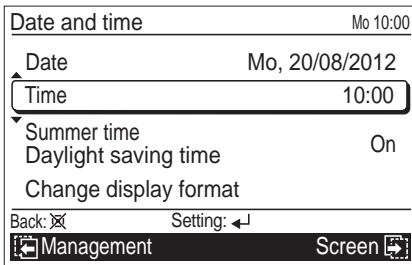 Date and time Mo 10:00
Date Mo, 20/08/2012
Time 10:00
Summer time
Daylight saving time On
Change display format
Back: Setting:
Management Screen